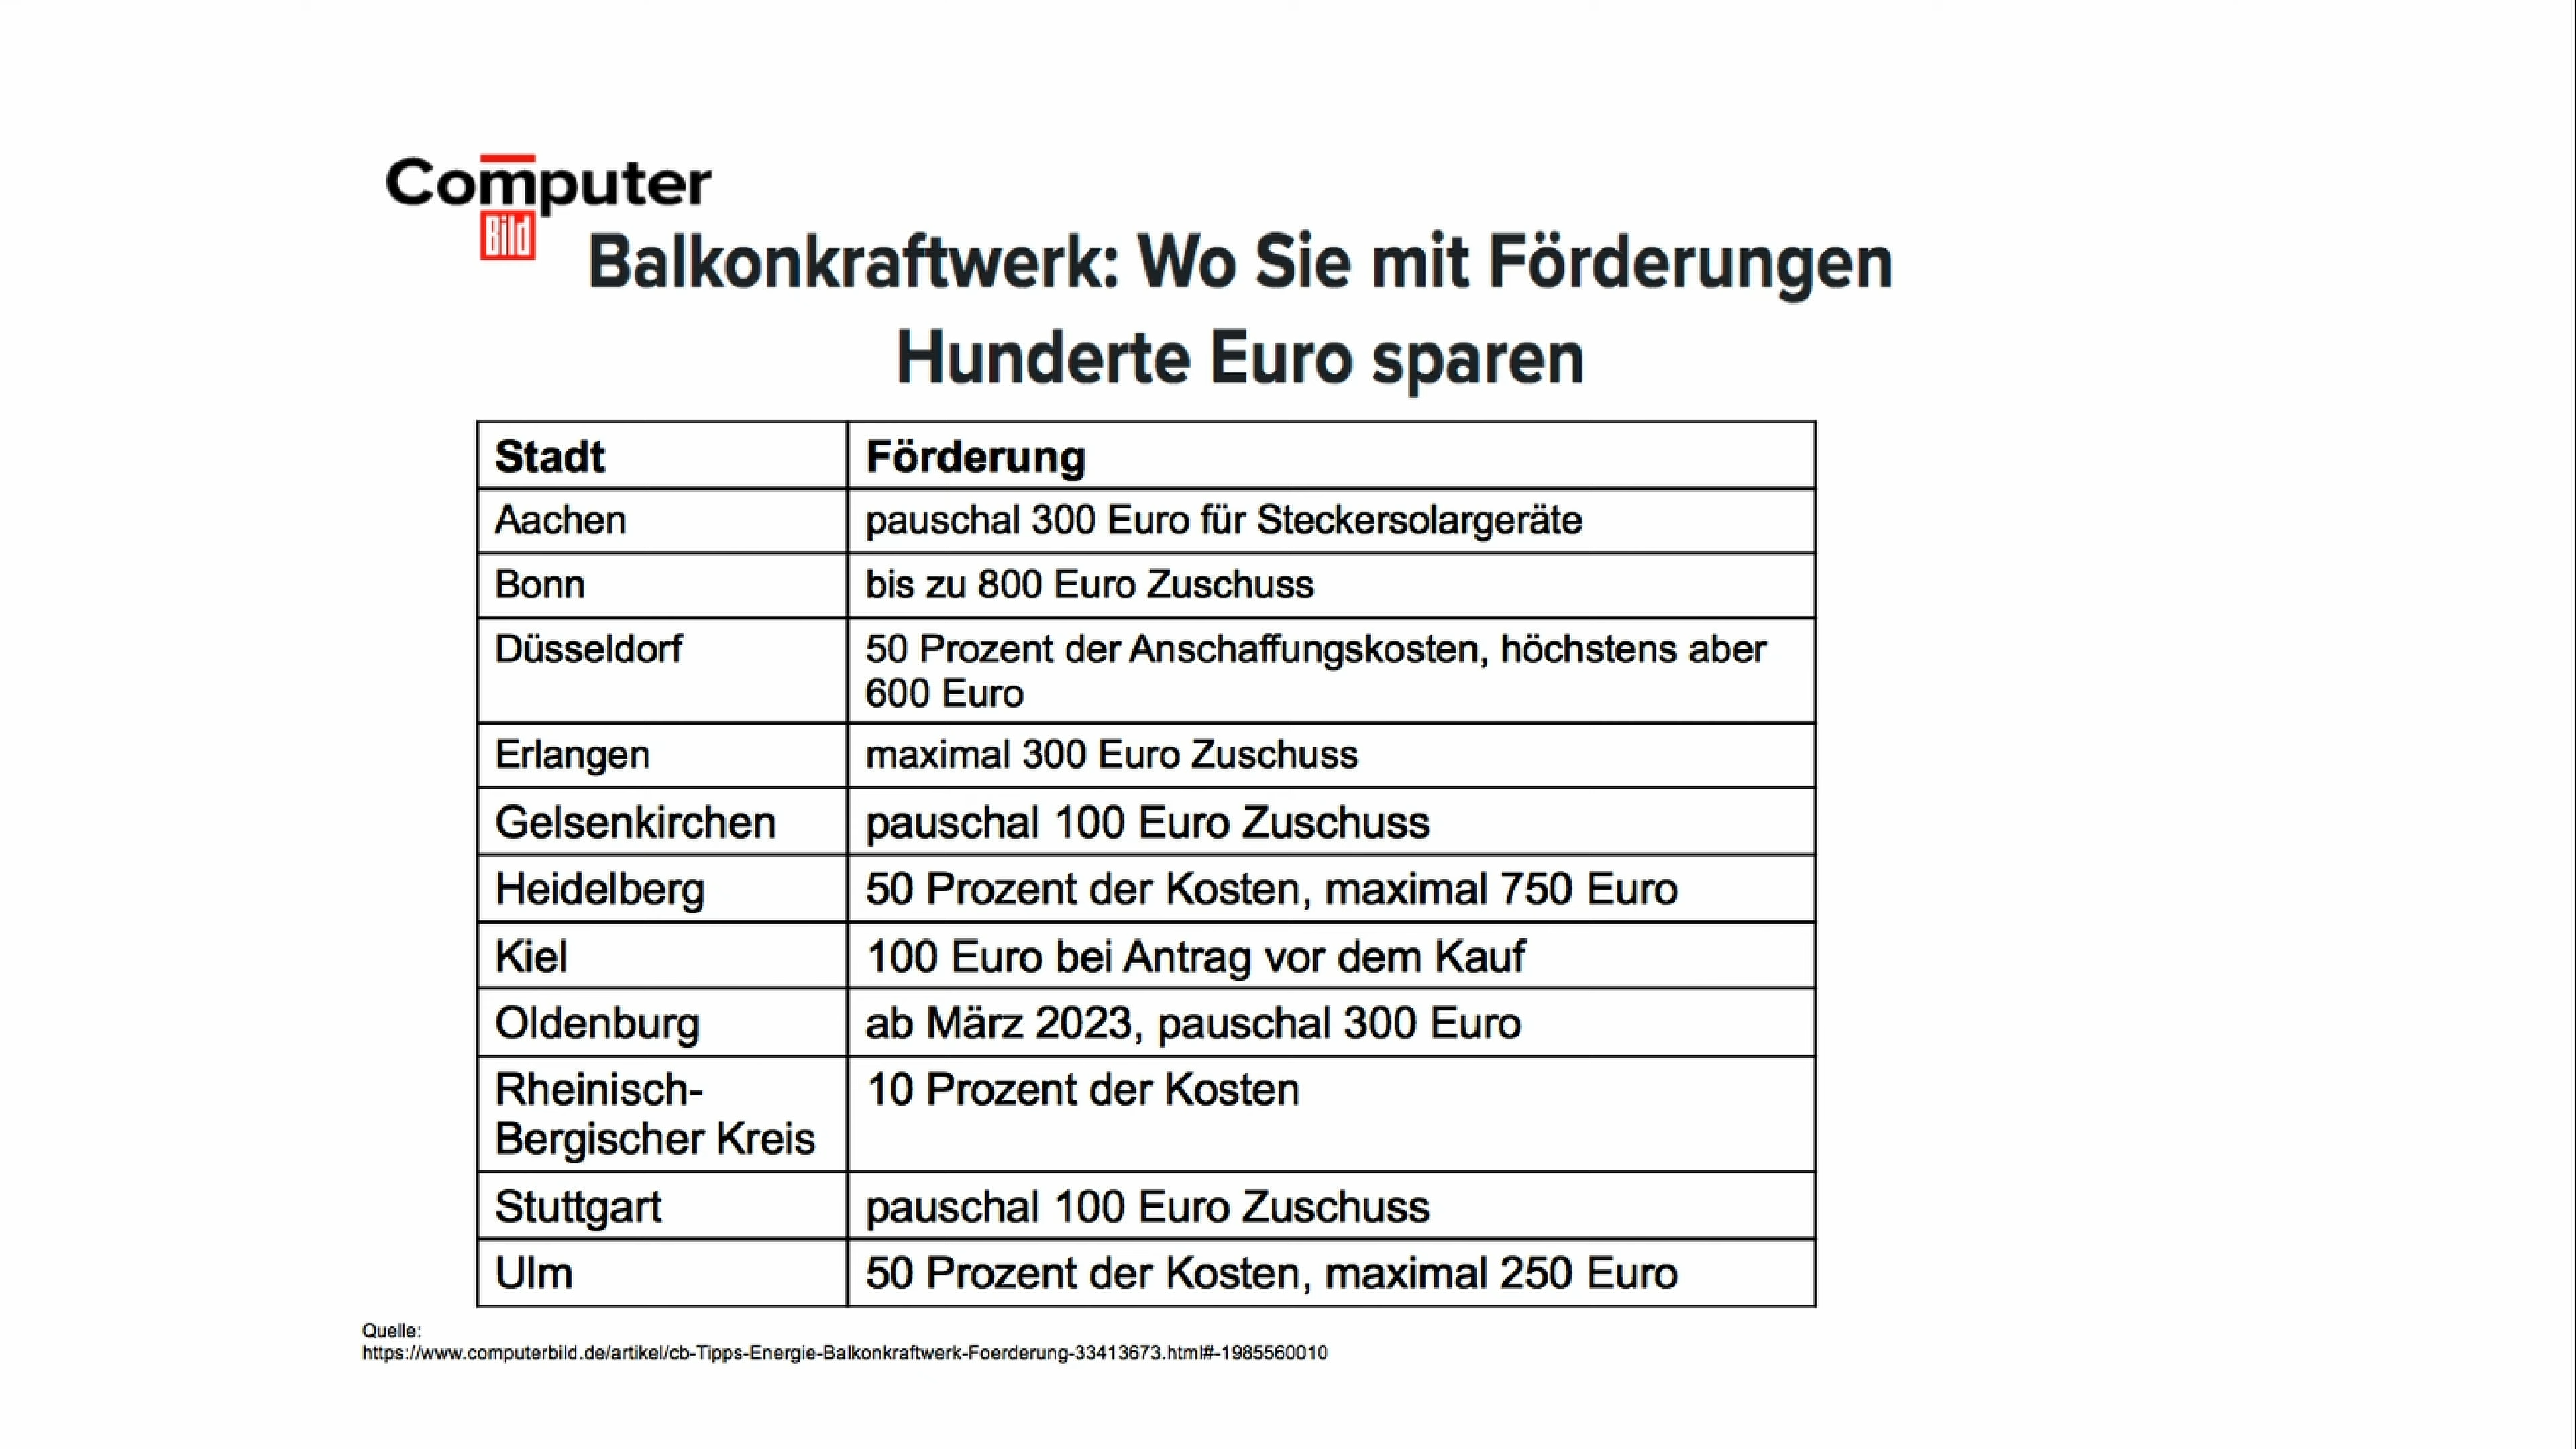 Computer
Bild
Balkonkraftwerk: Wo Sie mit Förderungen
Hunderte Euro sparen
Stadt Förderung
Aachen pauschal 300 Euro für Steckersolargeräte
Bonn bis zu 800 Euro Zuschuss
Düsseldorf 50 Prozent der Anschaffungskosten, höchstens aber
600 Euro
Erlangen maximal 300 Euro Zuschuss
Gelsenkirchen pauschal 100 Euro Zuschuss
Heidelberg 50 Prozent der Kosten, maximal 750 Euro
Kiel 100 Euro bei Antrag vor dem Kauf
Oldenburg ab März 2023, pauschal 300 Euro
Rheinisch- 10 Prozent der Kosten
Bergischer Kreis
Stuttgart pauschal 100 Euro Zuschuss
Ulm 50 Prozent der Kosten, maximal 250 Euro
Quelle:
https://www.computerbild.de/artikel/cb-Tipps-Energie-Balkonkraftwerk-Foerderung-33413673.html#-1985560010